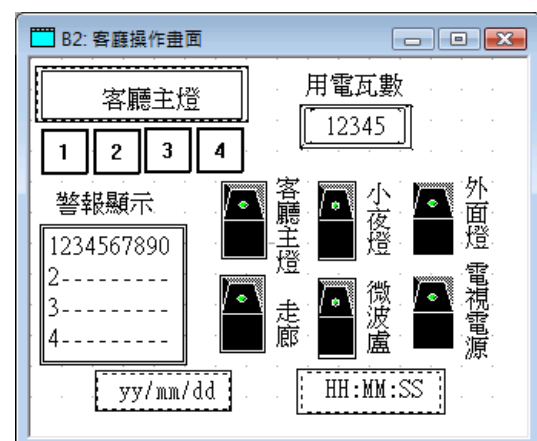 B2: 客廳操作畫面
客廳主燈
用電瓦數
12345
1 2 3 4
警報顯示
1234567890
2---------
3---------
4---------
客廳主燈
小夜燈
外面燈
走廊
微波盧
電視電源
yy/mm/dd
HH:MM:SS